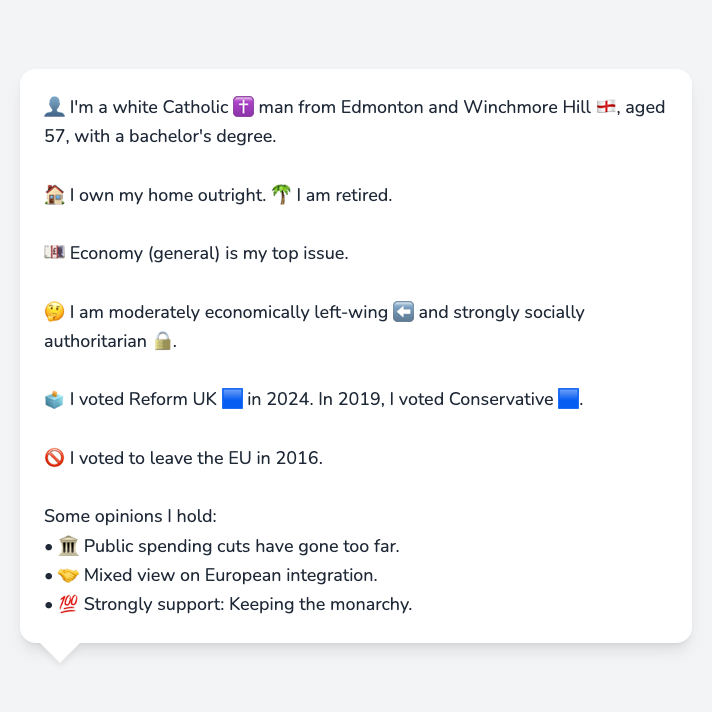 👤 I'm a white Catholic ✝️ man from Edmonton and Winchmore Hill 🏴󠁧󠁢󠁥󠁮󠁧󠁿, aged
57, with a bachelor's degree.
🏠 I own my home outright. 🌴 I am retired.
💷 Economy (general) is my top issue.
🤔 I am moderately economically left-wing ⬅️ and strongly socially
authoritarian 🔒.
🗳️ I voted Reform UK 🟦 in 2024. In 2019, I voted Conservative 🟦.
🚫 I voted to leave the EU in 2016.
Some opinions I hold:
• 🏛️ Public spending cuts have gone too far.
• 🤝 Mixed view on European integration.
• 💯 Strongly support: Keeping the monarchy.